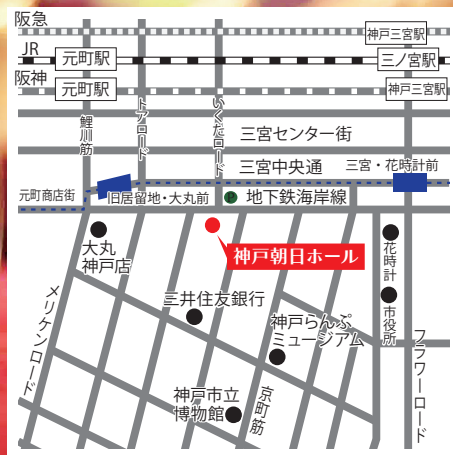 阪急
神戸三宮駅
JR
元町駅
三ノ宮駅
阪神
元町駅
神戸三宮駅
鯉川筋
トアロード
いくたロード
三宮センター街
三宮中央通
三宮・花時計前
元町商店街
旧居留地・大丸前
P
地下鉄海岸線
大丸
神戸店
神戸朝日ホール
花時計
市役所
三井住友銀行
神戸らんぷ
ミュージアム
メリケンロード
フラワーロード
神戸市立
博物館
京町筋